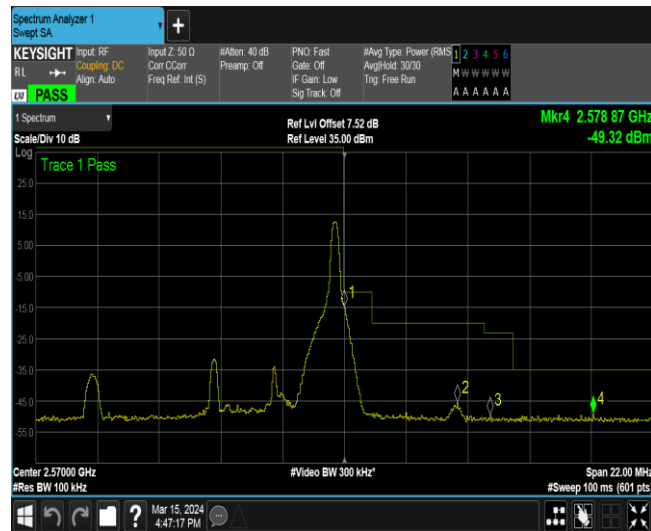 Spectrum Analyzer 1
Swept SA
+
KEYSIGHT Input: RF Input Z: 50 Ω #Atten: 40 dB PNO: Fast #Avg Type: Power (RMS 1 2 3 4 5 6
RL Coupling: DC Corr CCorr Preamp: Off Gate: Off Avg|Hold: 30/30 M W W W W W
Align: Auto Freq Ref: Int (S) IF Gain: Low Trig: Free Run
LXI PASS Sig Track: Off A A A A A A
1 Spectrum
Scale/Div 10 dB
Ref Lvl Offset 7.52 dB
Ref Level 35.00 dBm
Mkr4 2.578 87 GHz
-49.32 dBm
Log
Trace 1 Pass
25.0
15.0
5.00
-5.00
-15.0
-25.0
-35.0
-45.0
-55.0
1
2
3
4
Center 2.57000 GHz #Video BW 300 kHz* Span 22.00 MHz
#Res BW 100 kHz #Sweep 100 ms (601 pts)
? Mar 15, 2024
4:47:17 PM